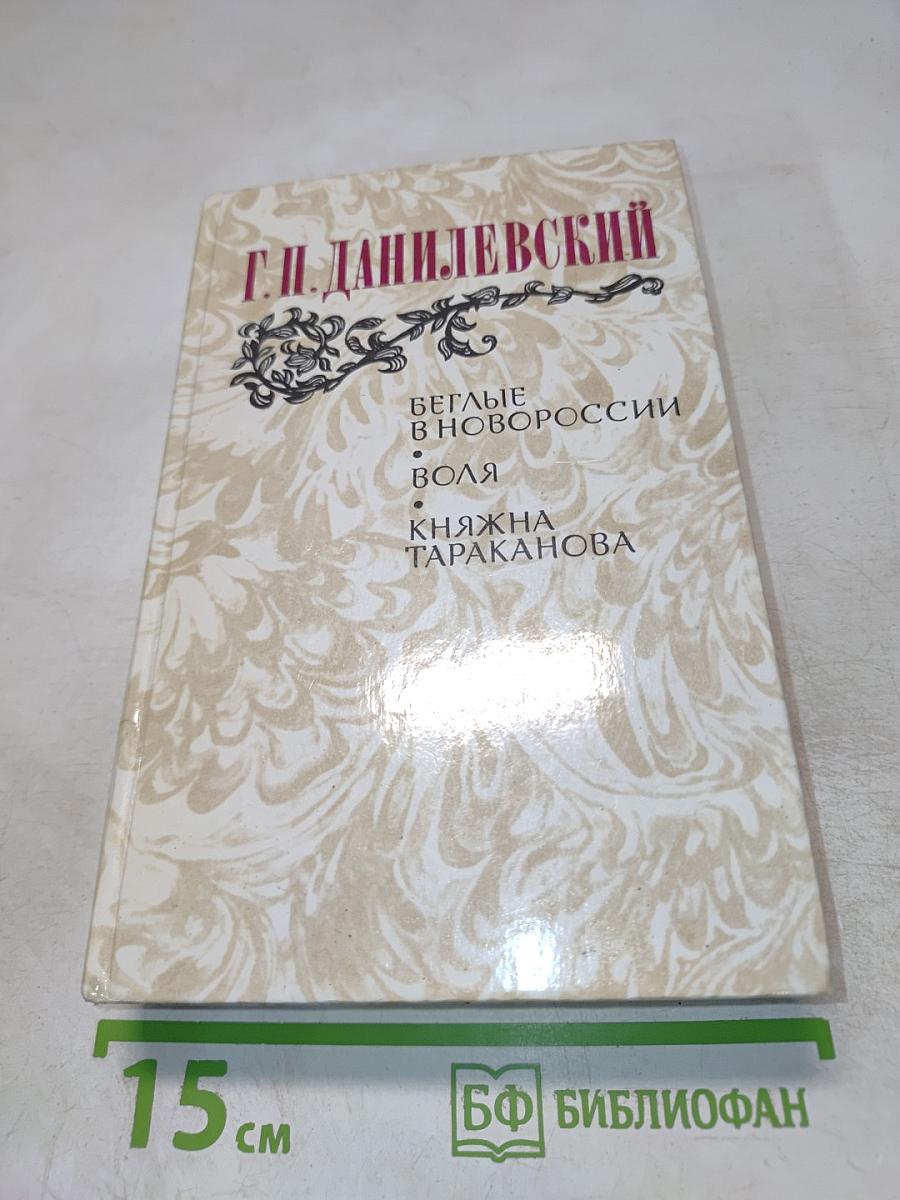 Г. П. ДАНИЛЕВСКИЙ
БЕГЛЫЕ
В НОВОРОССИИ
•
ВОЛЯ
•
КНЯЖНА
ТАРАКАНОВА
15 см
БФ БИБЛИОФАН